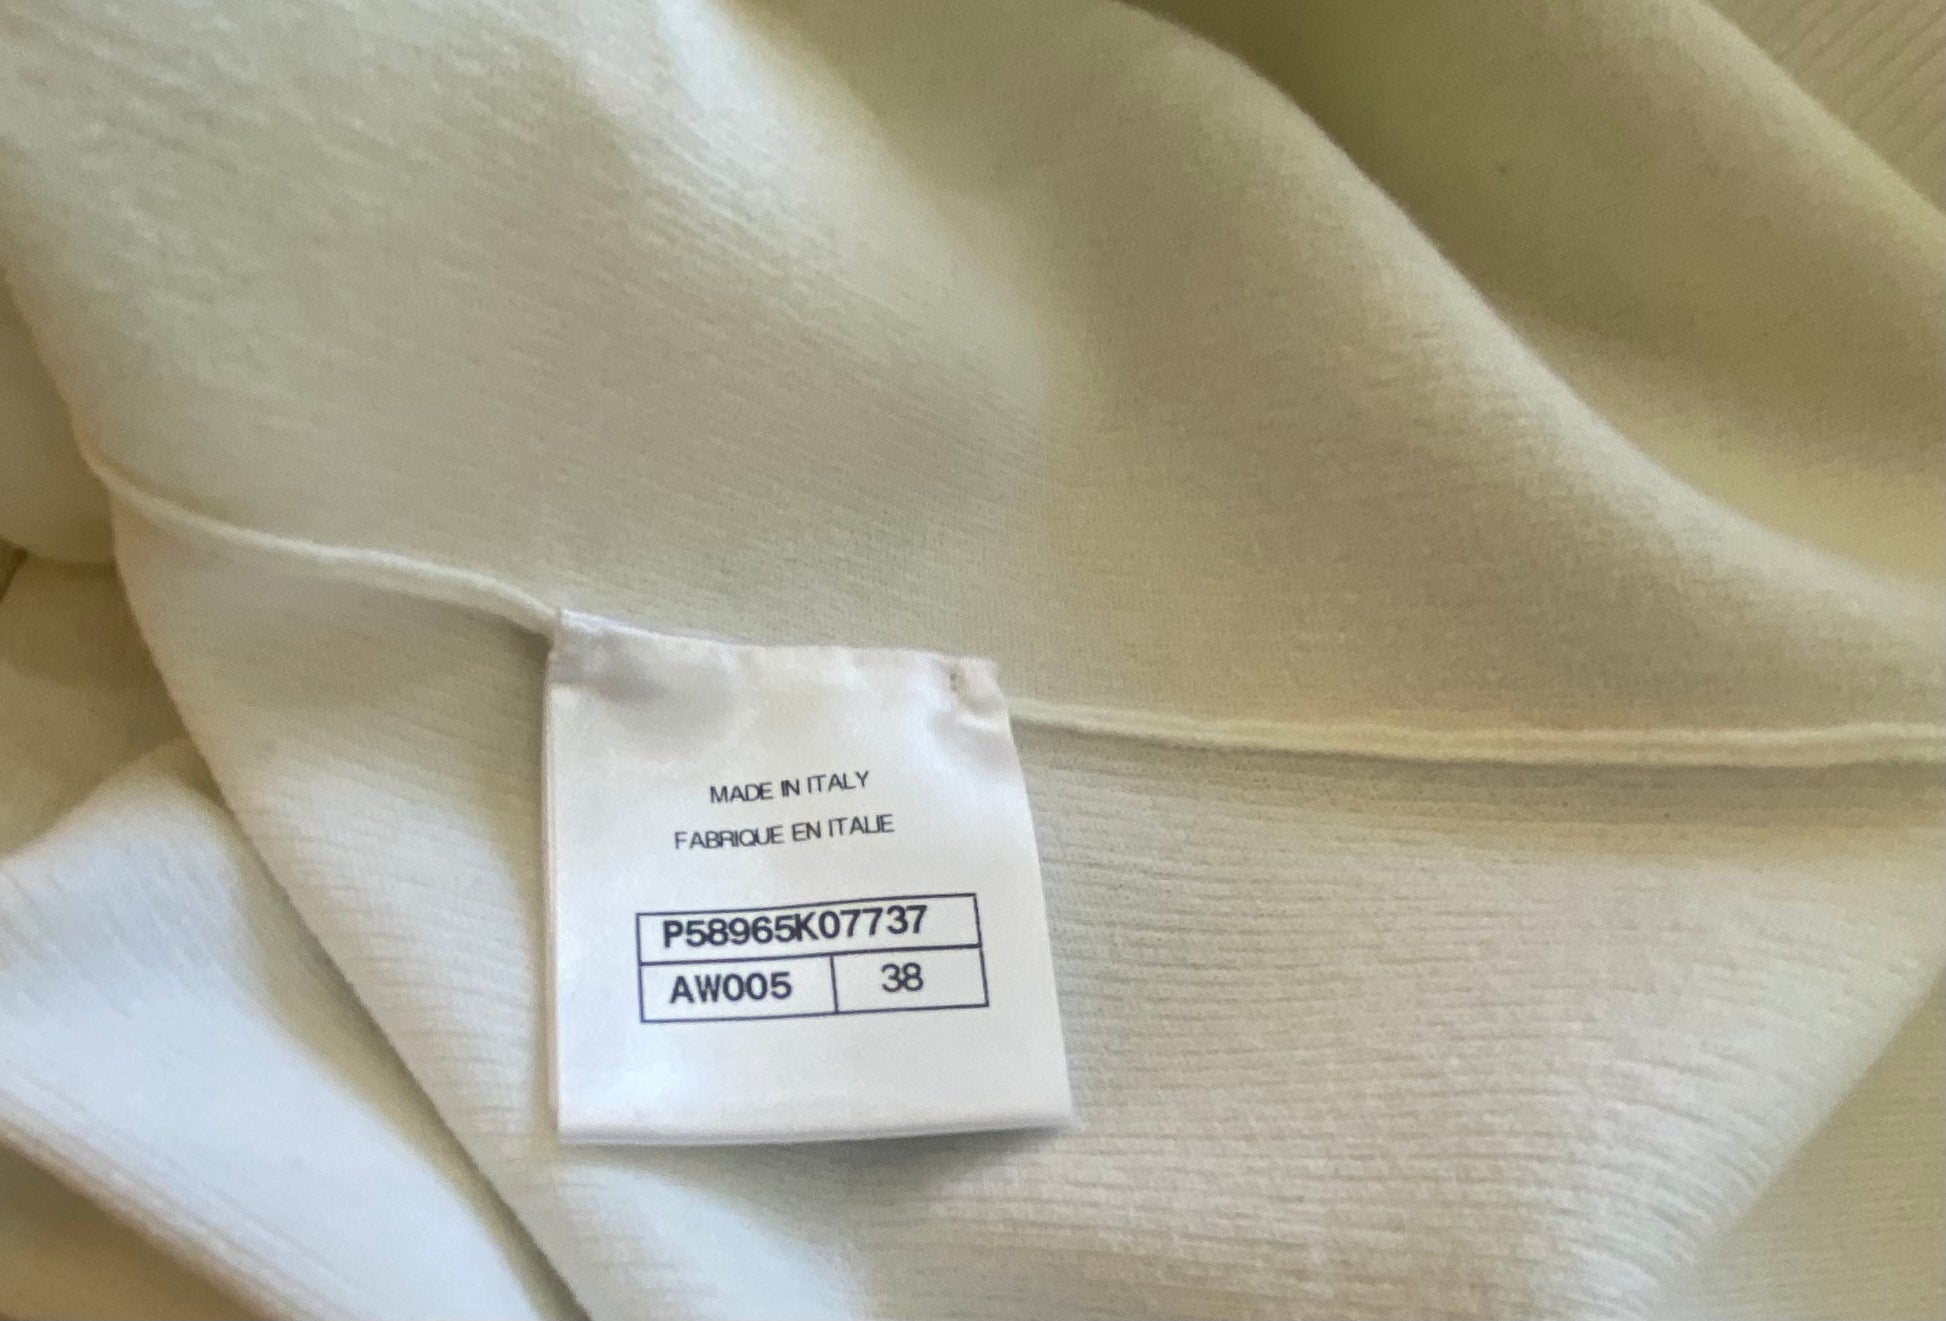 MADE IN ITALY
FABRIQUE EN ITALIE
P58965K07737
AW005 38